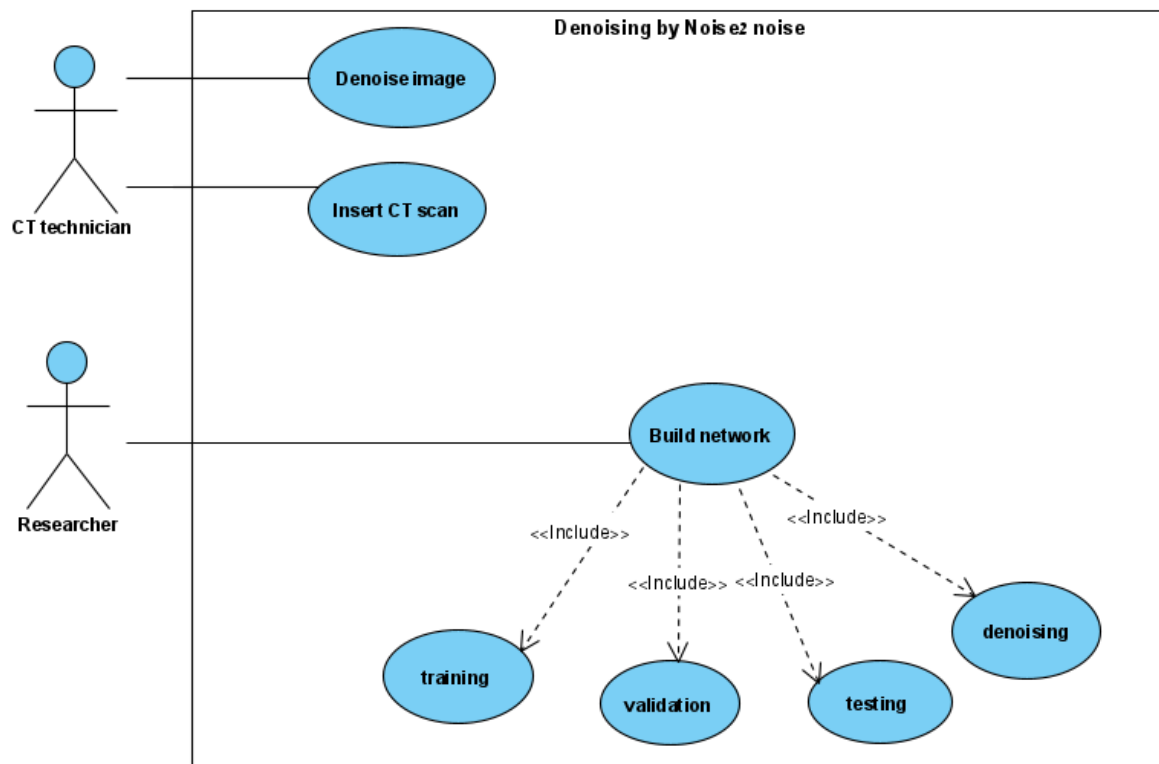 Denoising by Noise2 noise
Denoise image
Insert CT scan
CT technician
Build network
Researcher
<<Include>>
<<Include>>
<<Include>>
<<Include>>
denoising
training
validation
testing